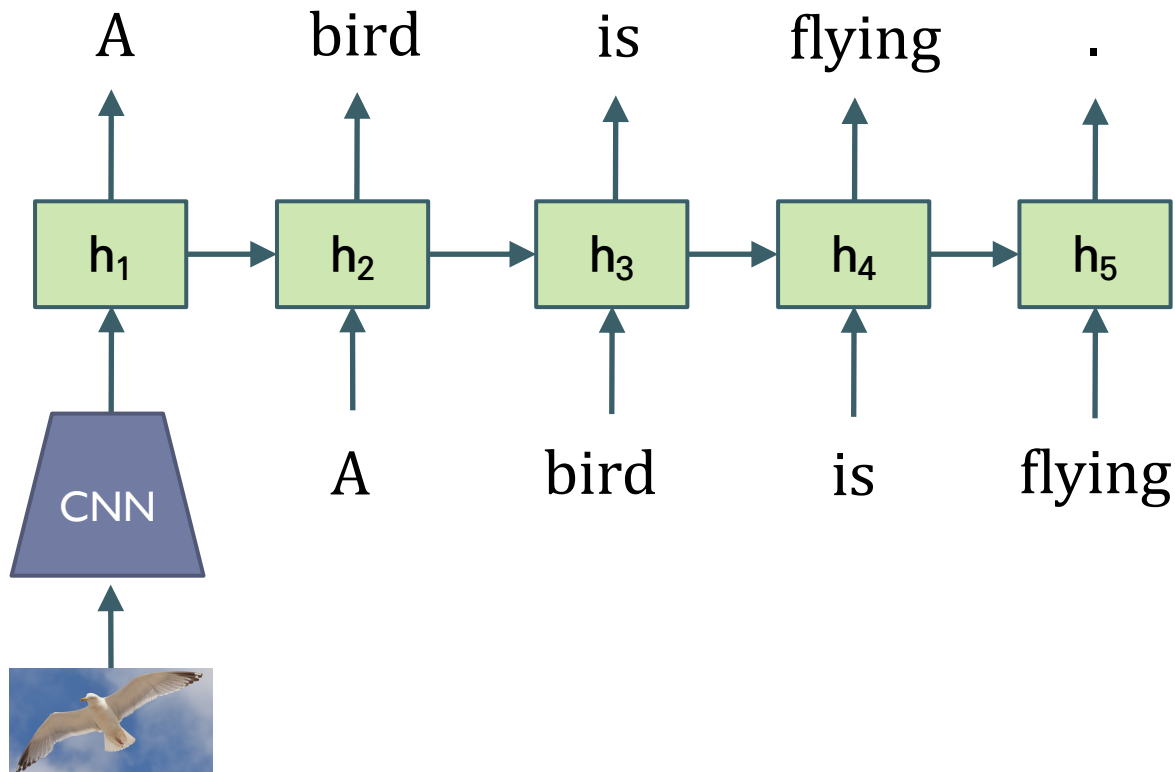 A bird is flying .
h₁ h₂ h₃ h₄ h₅
A bird is flying
CNN